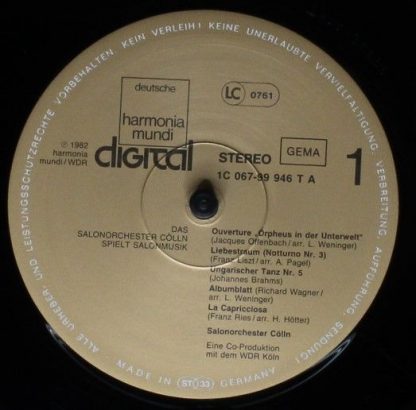 ALLE URHEBER- UND LEISTUNGSSCHUTZRECHTE VORBEHALTEN. KEIN VERLEIH! KEINE UNERLAUBTE VERVIELFÄLTIGUNG, VERBREITUNG, AUFFÜHRUNG, SENDUNG!
deutsche
harmonia
mundi
LC 0761
℗ 1982
harmonia
mundi/WDR
digital
STEREO
GEMA
1
1C 067-99 946 T A
DAS
SALONORCHESTER CÖLLN
SPIELT SALONMUSIK
Ouverture „Orpheus in der Unterwelt"
(Jacques Offenbach/arr. L. Weninger)
Liebestraum (Notturno Nr. 3)
(Franz Liszt/arr. A. Pagel)
Ungarischer Tanz Nr. 5
(Johannes Brahms)
Albumblatt (Richard Wagner/
arr. L. Weninger)
La Capricciosa
(Franz Ries/arr. H. Hötter)
Salonorchester Cölln
Eine Co-Produktion
mit dem WDR Köln
MADE IN GERMANY
ST 33